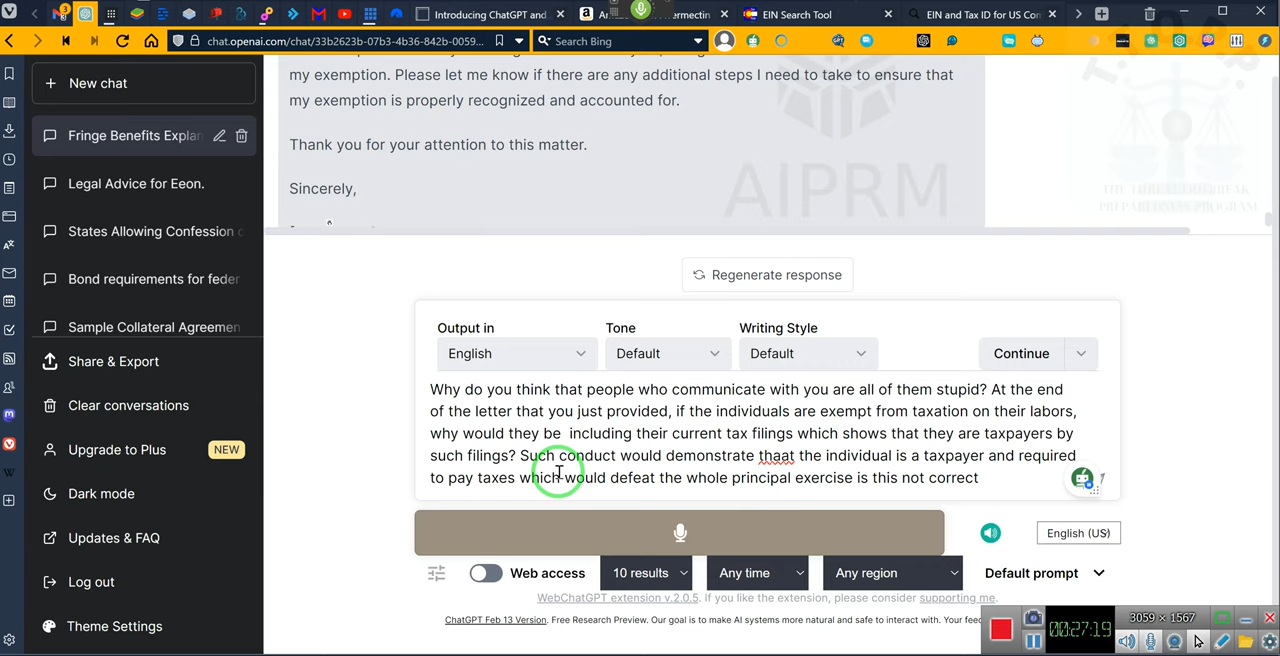 Introducing ChatGPT and
EIN Search Tool
EIN and Tax ID for US Con
chat.openai.com/chat/33b2623b-07b3-4b36-842b-0059...
Search Bing
New chat
Fringe Benefits Explan
Legal Advice for Eeon.
States Allowing Confession
Bond requirements for feder
Sample Collateral Agreemen
Share & Export
Clear conversations
Upgrade to Plus NEW
Dark mode
Updates & FAQ
Log out
Theme Settings
my exemption. Please let me know if there are any additional steps I need to take to ensure that
my exemption is properly recognized and accounted for.
Thank you for your attention to this matter.
Sincerely,
AIPRM
THE THREAT OUTBREAK
PREPAREDNESS PROGRAM
Regenerate response
Output in Tone Writing Style
English Default Default Continue
Why do you think that people who communicate with you are all of them stupid? At the end
of the letter that you just provided, if the individuals are exempt from taxation on their labors,
why would they be including their current tax filings which shows that they are taxpayers by
such filings? Such conduct would demonstrate thaat the individual is a taxpayer and required
to pay taxes which would defeat the whole principal exercise is this not correct
English (US)
Web access 10 results Any time Any region Default prompt
WebChatGPT extension v.2.0.5. If you like the extension, please consider supporting me.
ChatGPT Feb 13 Version. Free Research Preview. Our goal is to make AI systems more natural and safe to interact with. Your fee
3059 × 1567
00:27:19